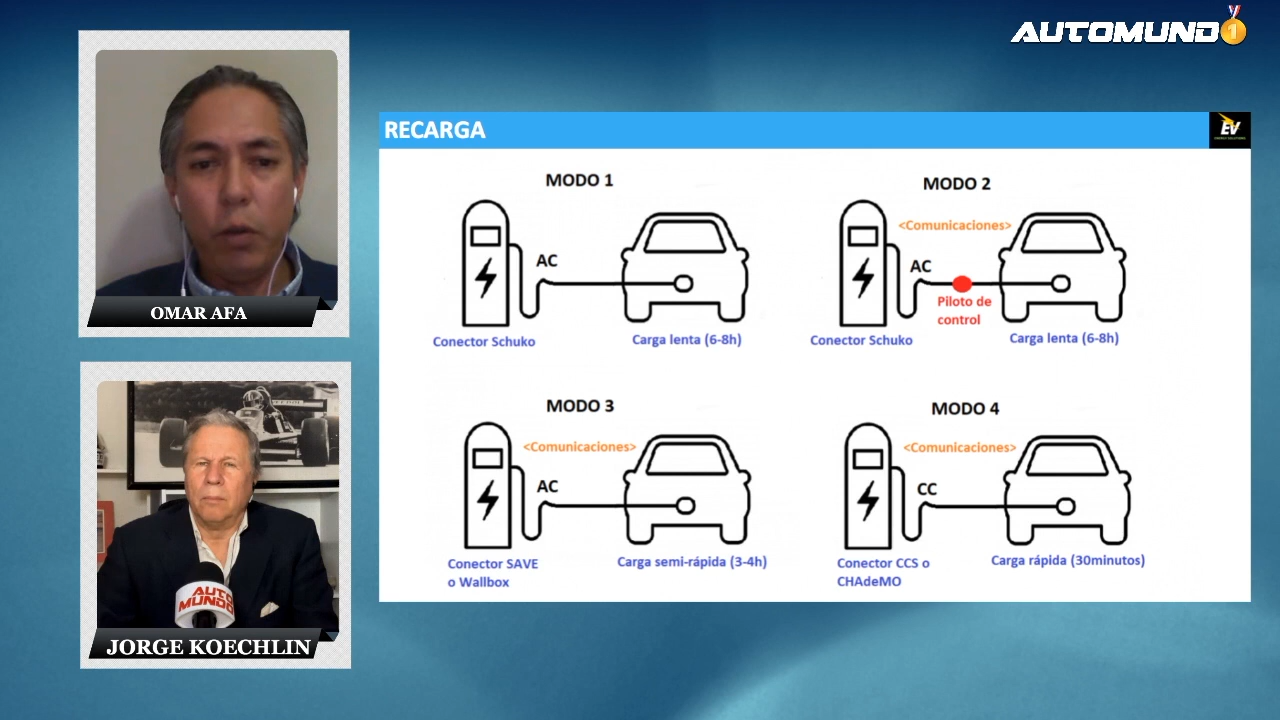 AUTOMUNDO
1
RECARGA
EV
MODO 1
AC
Conector Schuko
Carga lenta (6-8h)
MODO 2
<Comunicaciones>
AC
Piloto de
control
Conector Schuko
Carga lenta (6-8h)
MODO 3
<Comunicaciones>
AC
Conector SAVE
o Wallbox
Carga semi-rápida (3-4h)
MODO 4
<Comunicaciones>
CC
Conector CCS o
CHAdeMO
Carga rápida (30minutos)
OMAR AFA
AUTO
MUNDO
JORGE KOECHLIN